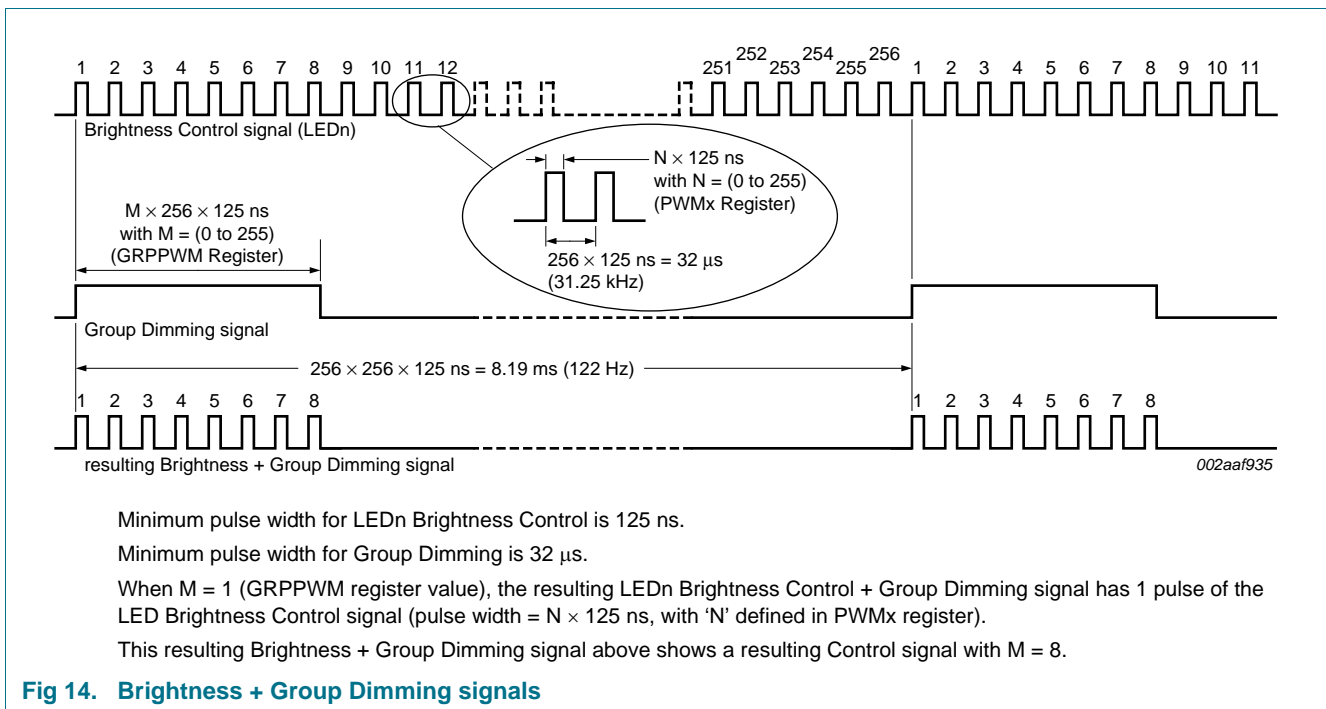 1 2 3 4 5 6 7 8 9 10 11 12 251 252 253 254 255 256 1 2 3 4 5 6 7 8 9 10 11
Brightness Control signal (LEDn)
N × 125 ns
with N = (0 to 255)
(PWMx Register)
256 × 125 ns = 32 μs
(31.25 kHz)
M × 256 × 125 ns
with M = (0 to 255)
(GRPPWM Register)
Group Dimming signal
256 × 256 × 125 ns = 8.19 ms (122 Hz)
1 2 3 4 5 6 7 8 1 2 3 4 5 6 7 8
resulting Brightness + Group Dimming signal
002aaf935
Minimum pulse width for LEDn Brightness Control is 125 ns.
Minimum pulse width for Group Dimming is 32 μs.
When M = 1 (GRPPWM register value), the resulting LEDn Brightness Control + Group Dimming signal has 1 pulse of the
LED Brightness Control signal (pulse width = N × 125 ns, with ‘N’ defined in PWMx register).
This resulting Brightness + Group Dimming signal above shows a resulting Control signal with M = 8.
Fig 14. Brightness + Group Dimming signals